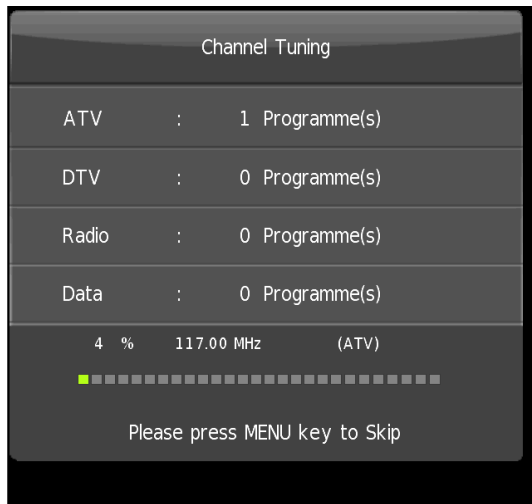 Channel Tuning
ATV : 1 Programme(s)
DTV : 0 Programme(s)
Radio : 0 Programme(s)
Data : 0 Programme(s)
4 % 117.00 MHz (ATV)
Please press MENU key to Skip